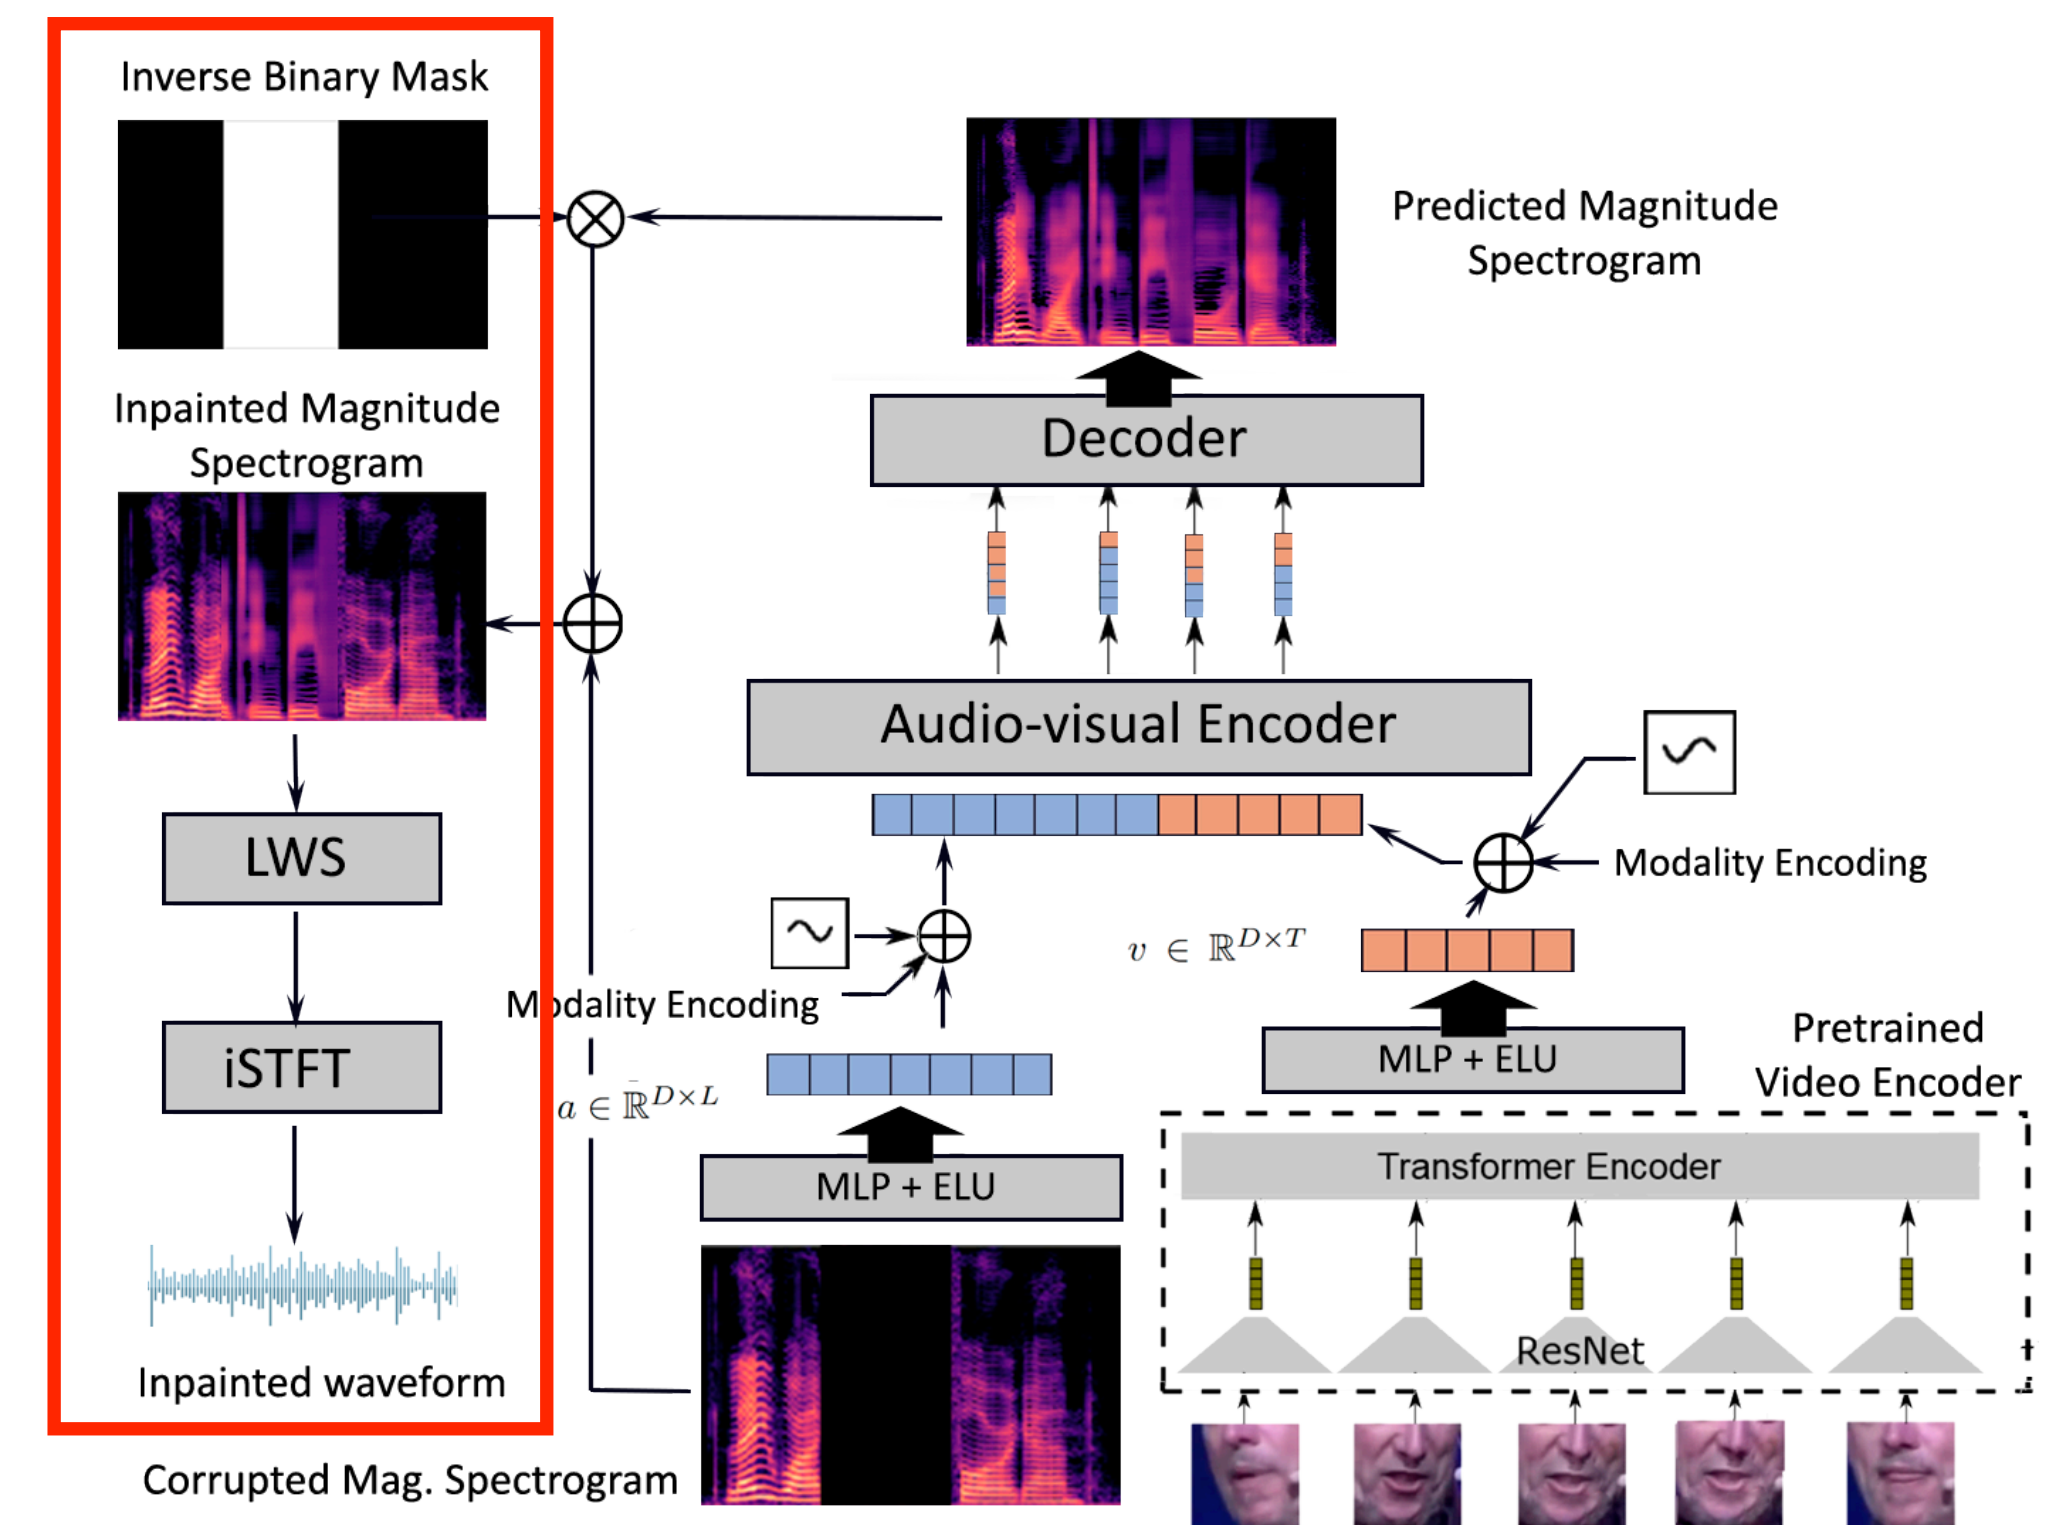 Inverse Binary Mask
Inpainted Magnitude
Spectrogram
LWS
iSTFT
Inpainted waveform
Corrupted Mag. Spectrogram
Predicted Magnitude
Spectrogram
Decoder
Audio-visual Encoder
Modality Encoding
Modality Encoding
v ∈ ℝ^{D×T}
a ∈ ℝ^{D×L}
MLP + ELU
MLP + ELU
Pretrained
Video Encoder
Transformer Encoder
ResNet